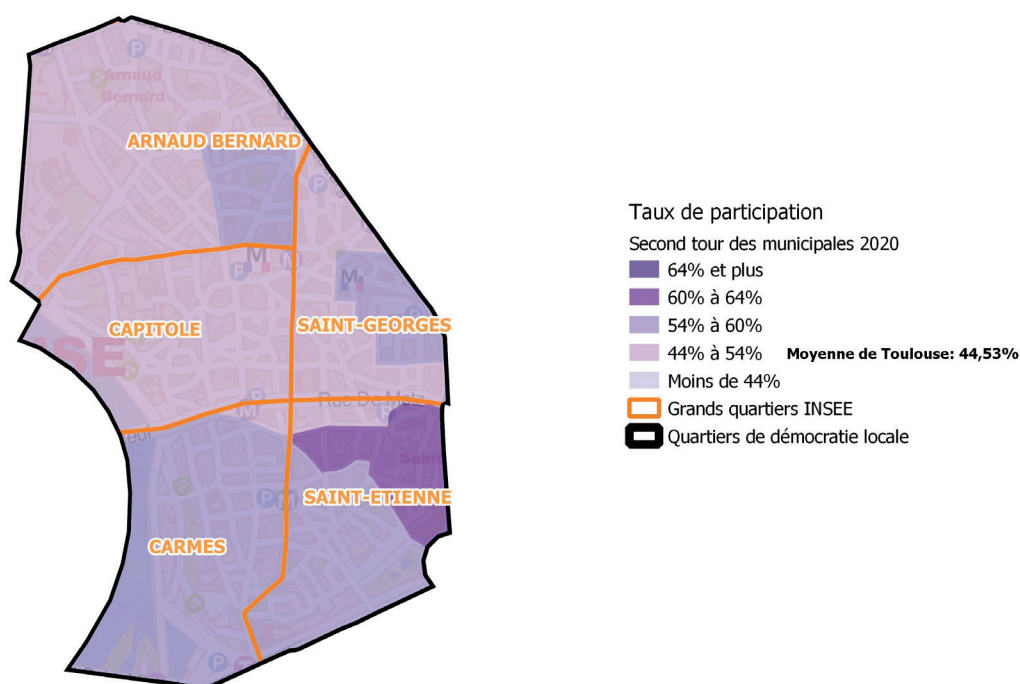 Arnaud
Bernard
ARNAUD BERNARD
P
P
M
P
M
CAPITOLE
SAINT-GEORGES
P
Rue De Metz
P
M
P
Saint
P
M
SAINT-ETIENNE
CARMES
P
Taux de participation
Second tour des municipales 2020
64% et plus
60% à 64%
54% à 60%
44% à 54% Moyenne de Toulouse: 44,53%
Moins de 44%
Grands quartiers INSEE
Quartiers de démocratie locale